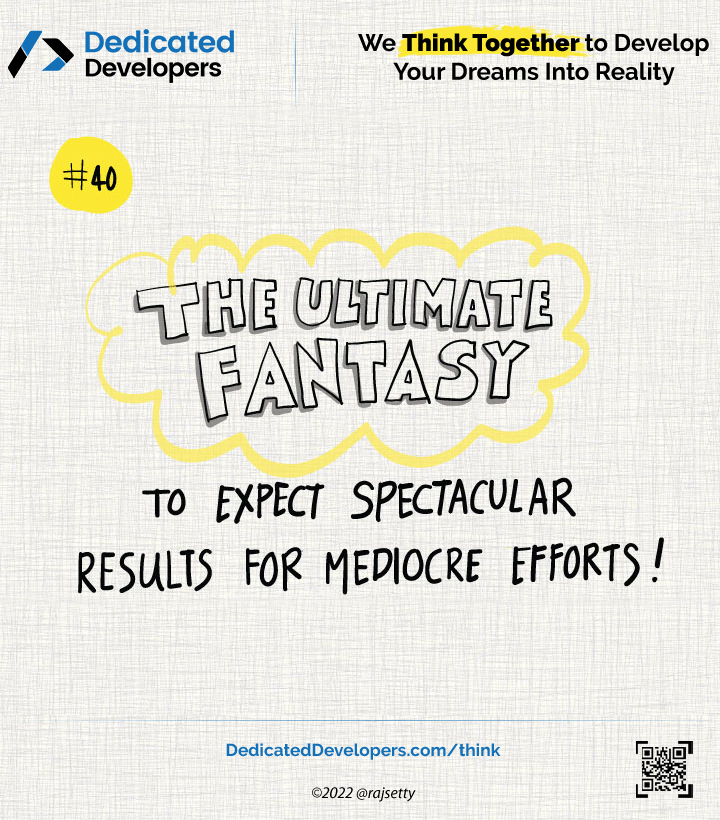 Dedicated
Developers
We Think Together to Develop
Your Dreams Into Reality
#40
THE ULTIMATE
FANTASY
TO EXPECT SPECTACULAR
RESULTS FOR MEDIOCRE EFFORTS!
DedicatedDevelopers.com/think
©2022 @rajsetty